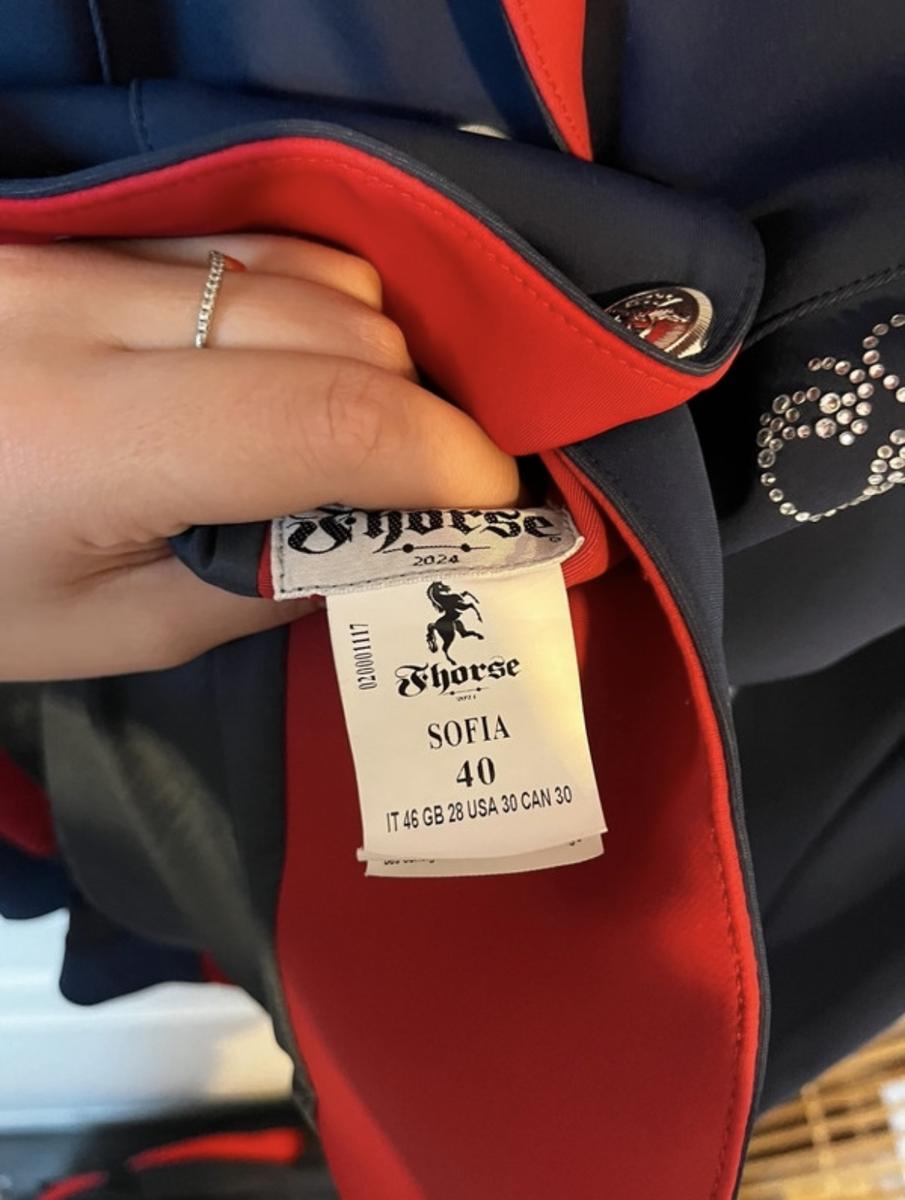 Fhorse
2024
020001117
Fhorse
SOFIA
40
IT 46 GB 28 USA 30 CAN 30